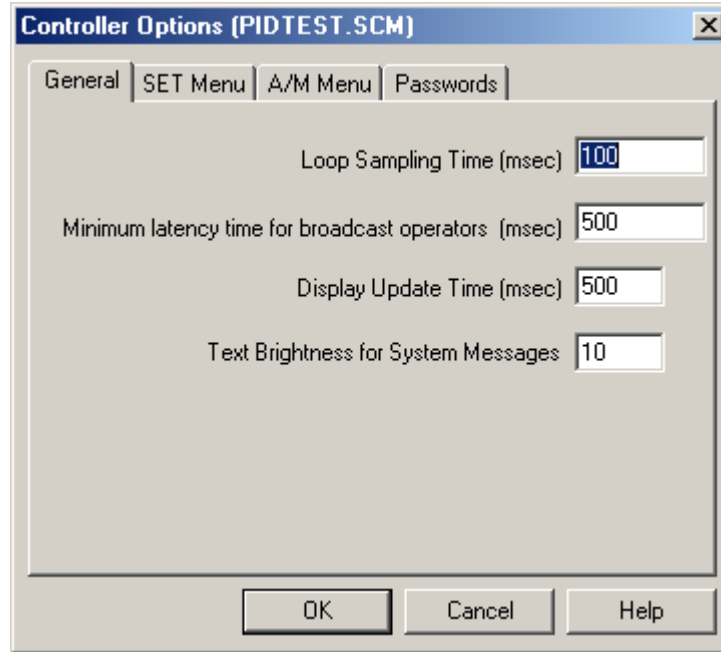 Controller Options (PIDTEST.SCM)
General SET Menu A/M Menu Passwords
Loop Sampling Time (msec) 100
Minimum latency time for broadcast operators (msec) 500
Display Update Time (msec) 500
Text Brightness for System Messages 10
OK Cancel Help